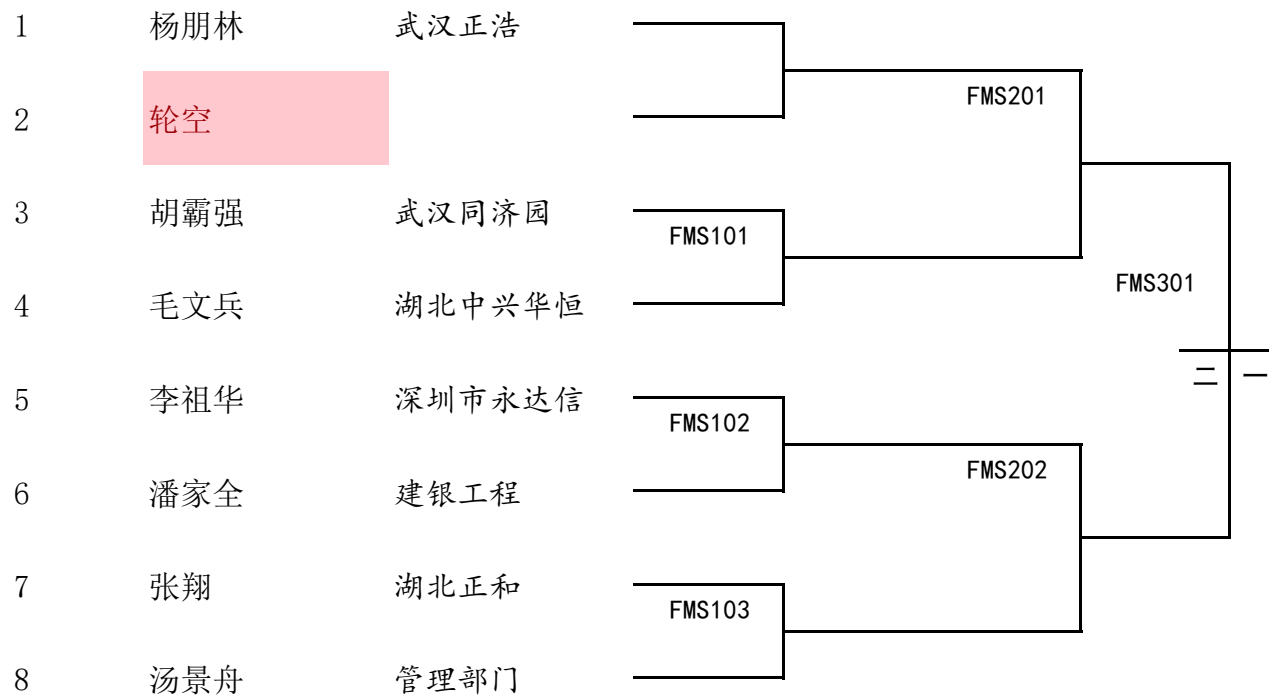 1 杨朋林 武汉正浩
FMS201
2 轮空
3 胡霸强 武汉同济园
FMS101
FMS301
4 毛文兵 湖北中兴华恒
二 一
5 李祖华 深圳市永达信
FMS102
FMS202
6 潘家全 建银工程
7 张翔 湖北正和
FMS103
8 汤景舟 管理部门